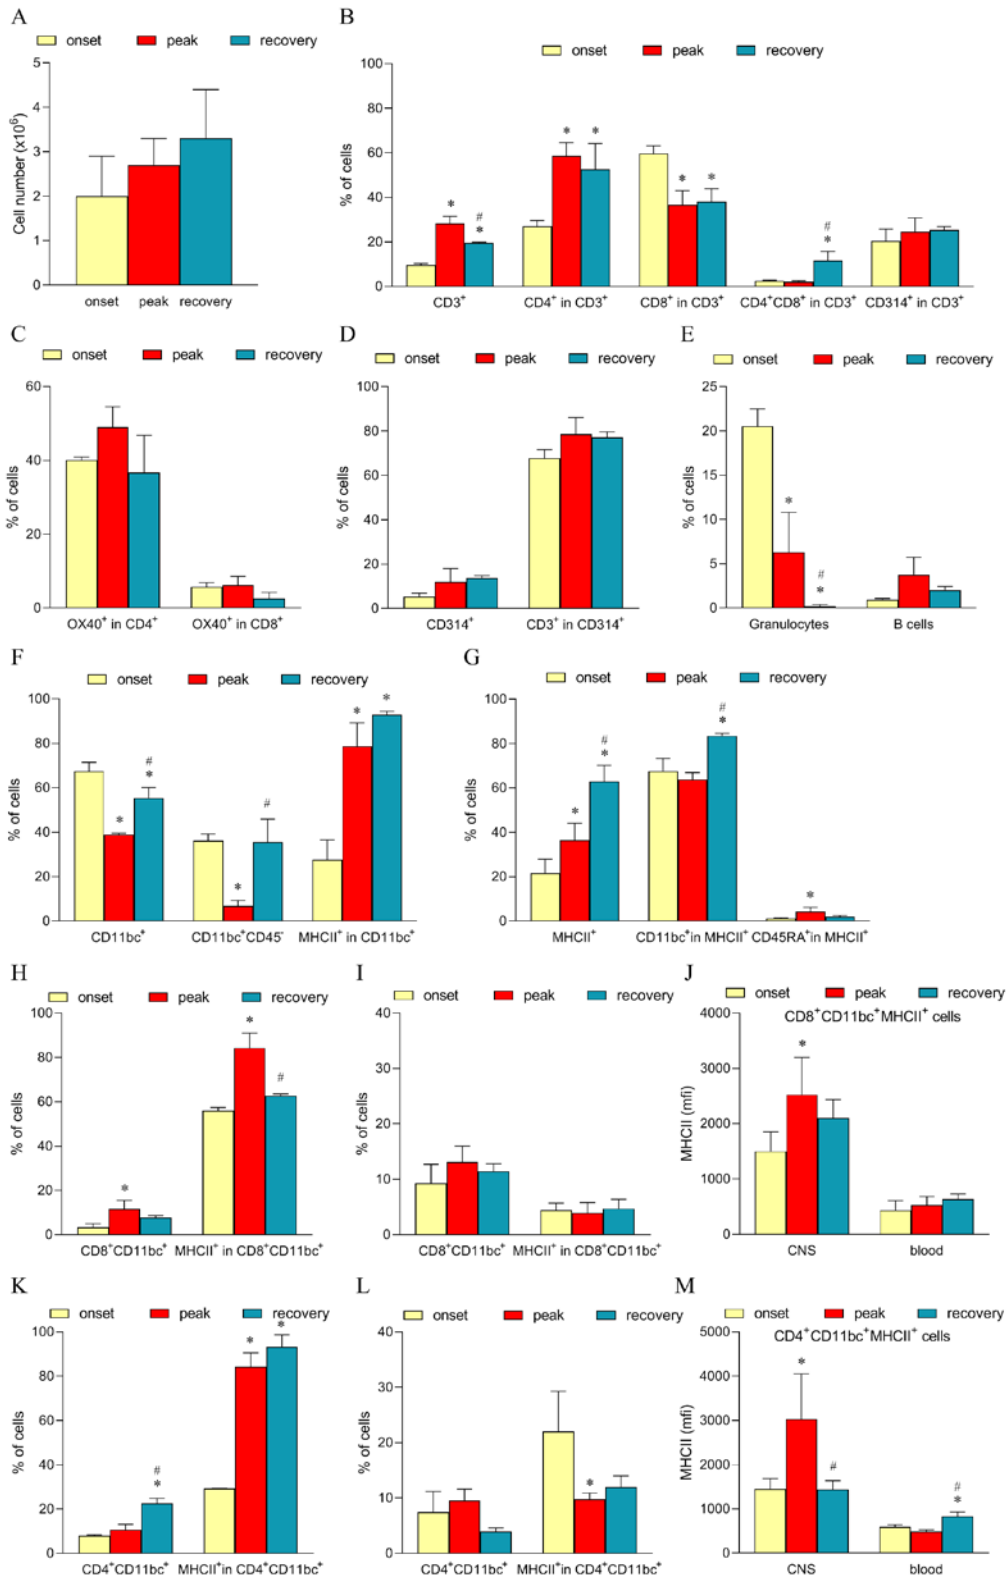 A
onset peak recovery
Cell number (x10⁶)
5
4
3
2
1
0
onset peak recovery
B
onset peak recovery
% of cells
100
80
60
40
20
0
* # * * * * * # *
CD3⁺ CD4⁺ in CD3⁺ CD8⁺ in CD3⁺ CD4⁺CD8⁺ in CD3⁺ CD314⁺ in CD3⁺
C
onset peak recovery
% of cells
60
40
20
0
OX40⁺ in CD4⁺ OX40⁺ in CD8⁺
D
onset peak recovery
% of cells
100
80
60
40
20
0
CD314⁺ CD3⁺ in CD314⁺
E
onset peak recovery
% of cells
25
20
15
10
5
0
* # *
Granulocytes B cells
F
onset peak recovery
% of cells
100
80
60
40
20
0
* # * * # * *
CD11bc⁺ CD11bc⁺CD45⁻ MHCII⁺ in CD11bc⁺
G
onset peak recovery
% of cells
100
80
60
40
20
0
* # * # * *
MHCII⁺ CD11bc⁺in MHCII⁺ CD45RA⁺in MHCII⁺
H
onset peak recovery
% of cells
100
80
60
40
20
0
* * #
CD8⁺CD11bc⁺ MHCII⁺ in CD8⁺CD11bc⁺
I
onset peak recovery
% of cells
40
30
20
10
0
CD8⁺CD11bc⁺ MHCII⁺ in CD8⁺CD11bc⁺
J
onset peak recovery
CD8⁺CD11bc⁺MHCII⁺ cells
MHCII (mfi)
4000
3000
2000
1000
0
*
CNS blood
K
onset peak recovery
% of cells
100
80
60
40
20
0
# * * *
CD4⁺CD11bc⁺ MHCII⁺in CD4⁺CD11bc⁺
L
onset peak recovery
% of cells
40
30
20
10
0
*
CD4⁺CD11bc⁺ MHCII⁺in CD4⁺CD11bc⁺
M
onset peak recovery
CD4⁺CD11bc⁺MHCII⁺ cells
MHCII (mfi)
5000
4000
3000
2000
1000
0
* # # *
CNS blood